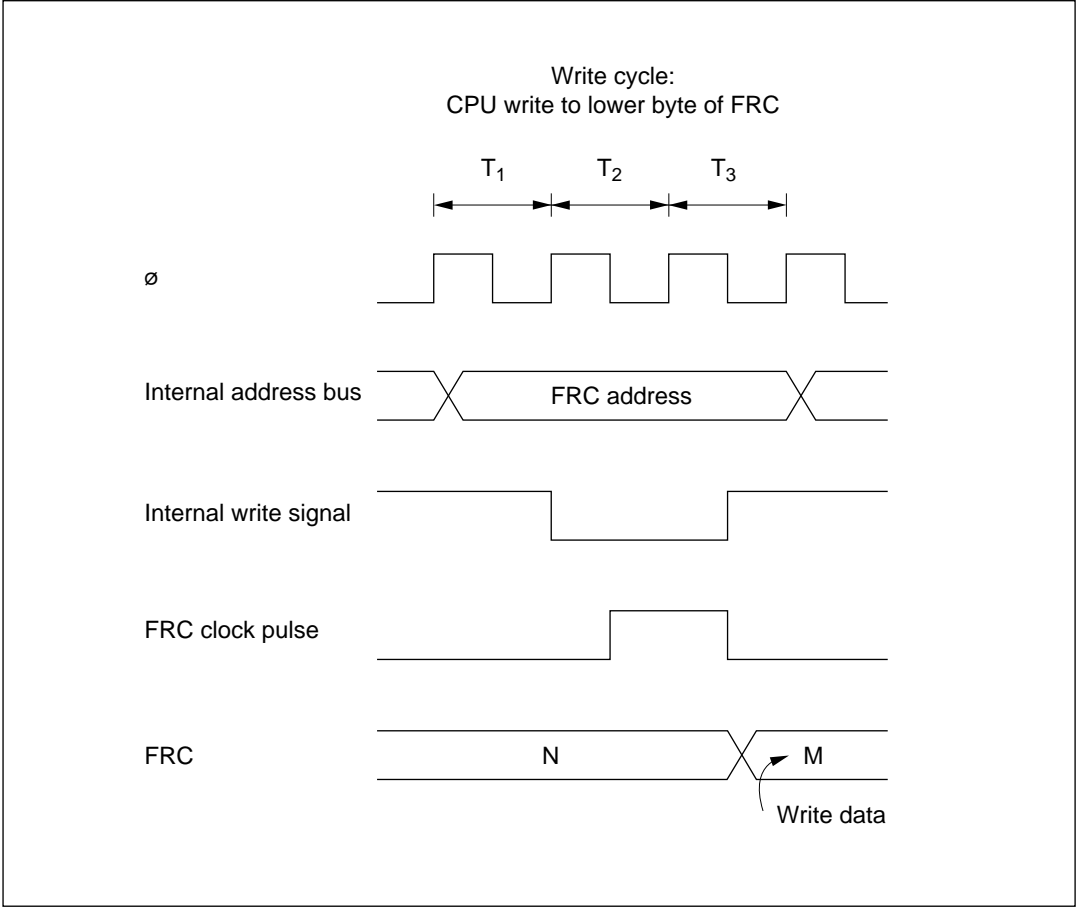 Write cycle:
CPU write to lower byte of FRC
T1 T2 T3
ø
Internal address bus FRC address
Internal write signal
FRC clock pulse
FRC N M
Write data